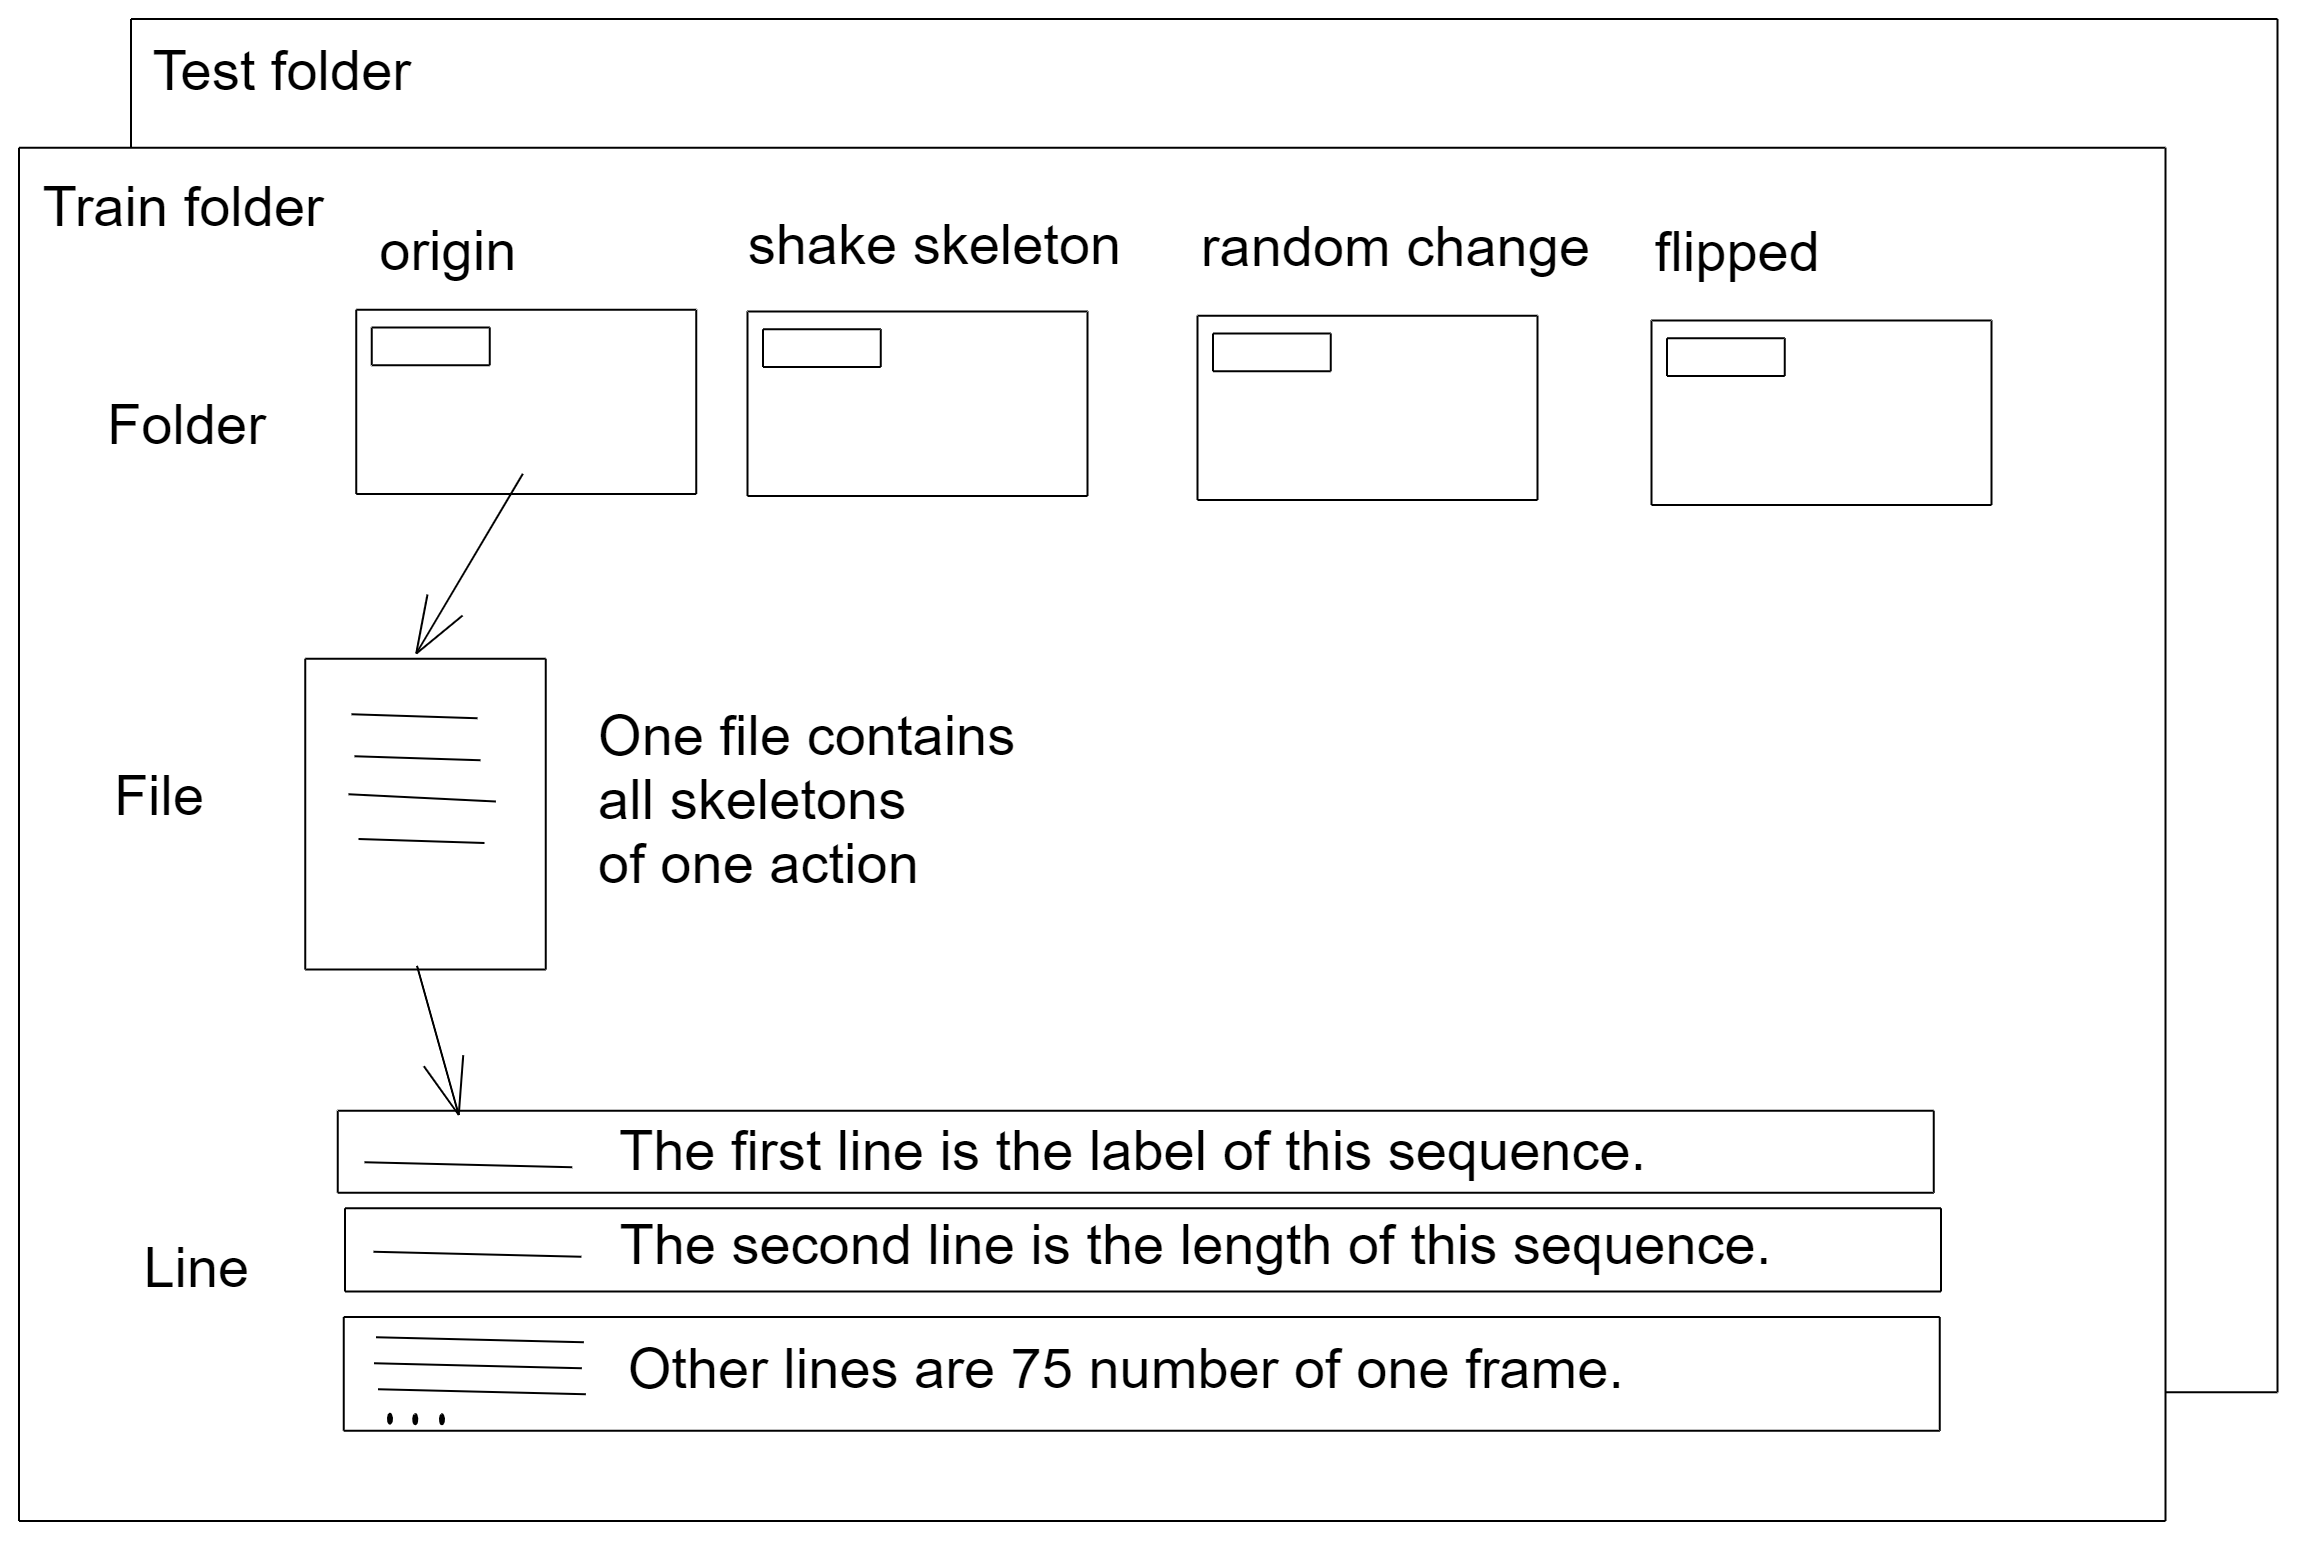 Test folder
Train folder
origin
shake skeleton
random change
flipped
Folder
File
One file contains
all skeletons
of one action
The first line is the label of this sequence.
The second line is the length of this sequence.
Line
Other lines are 75 number of one frame.